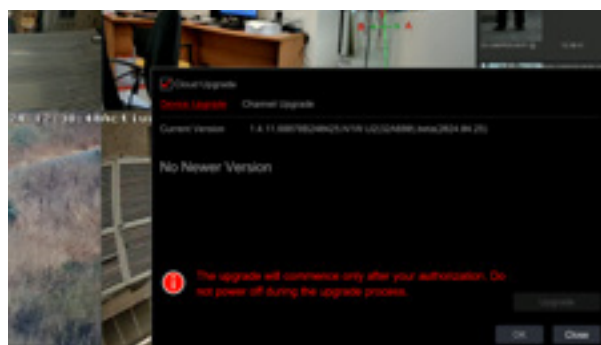 Cloud Upgrade
Device Upgrade Channel Upgrade
Current Version
No Newer Version
The upgrade will commence only after your authorization. Do
not power off during the upgrade process.
Upgrade
OK Close